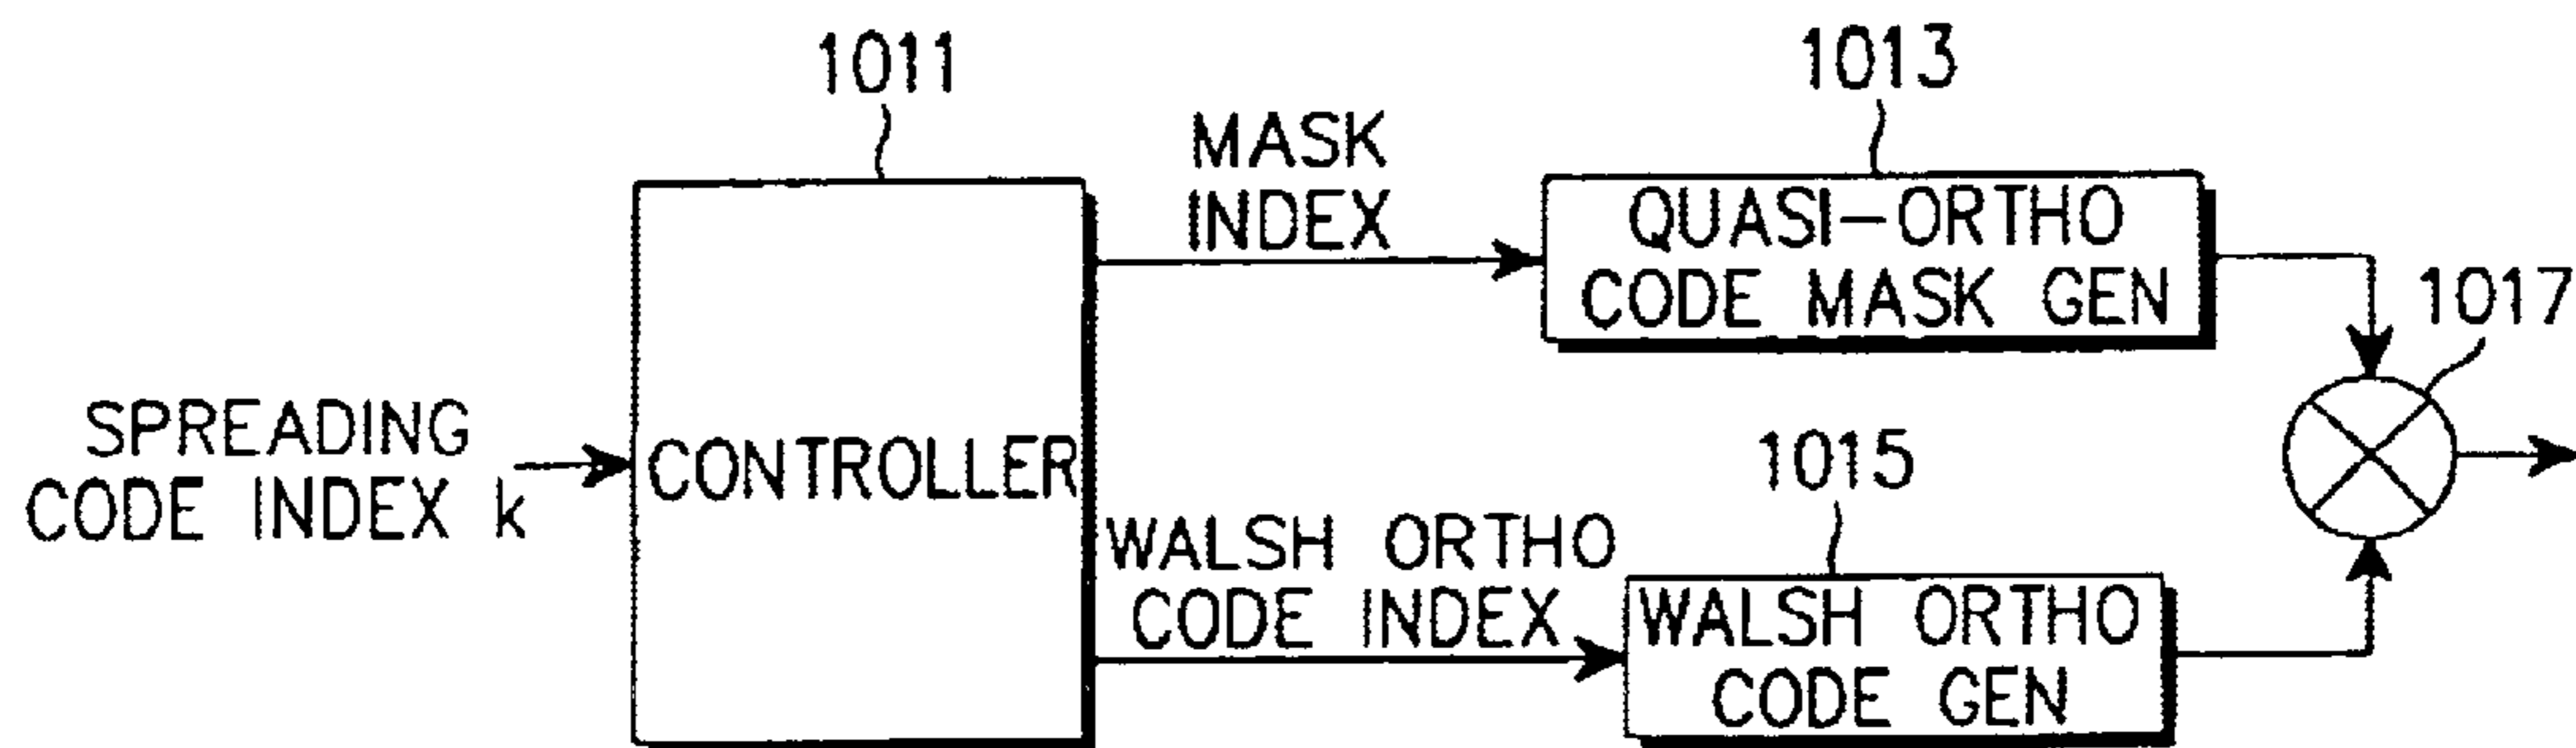 1011
1013
MASK
INDEX
QUASI-ORTHO
CODE MASK GEN
1017
SPREADING
CODE INDEX k
CONTROLLER
1015
WALSH ORTHO
CODE INDEX
WALSH ORTHO
CODE GEN